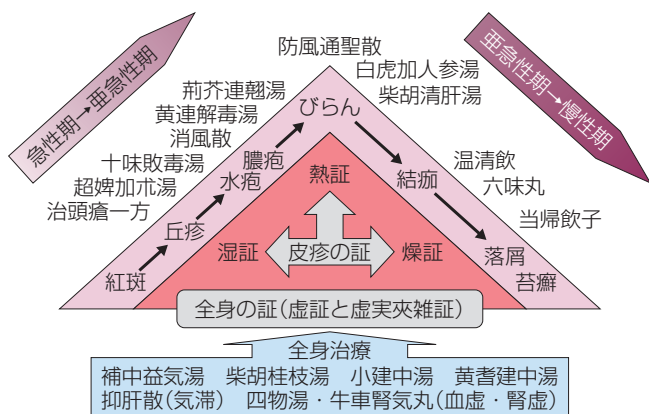 急性期→亜急性期
亜急性期→慢性期
防風通聖散
白虎加人参湯
柴胡清肝湯
荊芥連翹湯
黄連解毒湯
消風散
十味敗毒湯
超婢加朮湯
治頭瘡一方
温清飲
六味丸
当帰飲子
紅斑
丘疹
水疱
膿疱
びらん
結痂
落屑
苔癬
熱証
湿証
皮疹の証
燥証
全身の証(虚証と虚実夾雑証)
全身治療
補中益気湯 柴胡桂枝湯 小建中湯 黄耆建中湯
抑肝散(気滞) 四物湯・牛車腎気丸(血虚・腎虚)